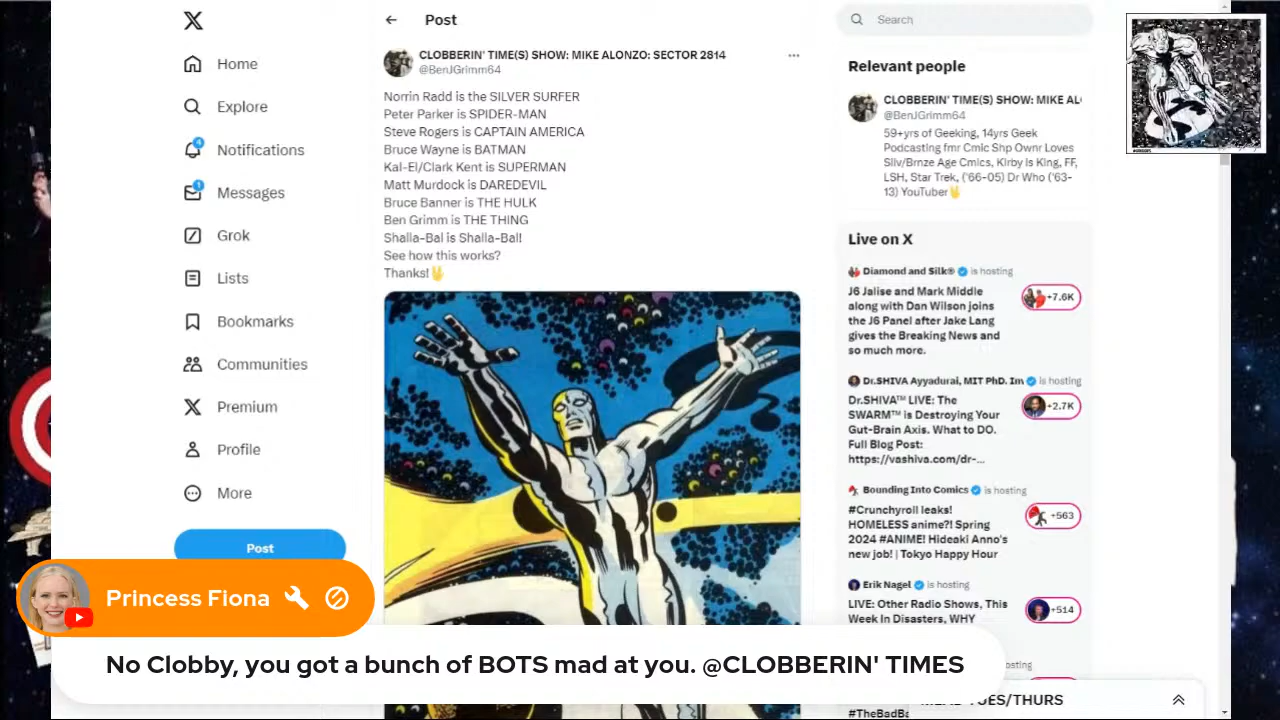 Post
CLOBBERIN' TIME(S) SHOW: MIKE ALONZO: SECTOR 2814
@BenJGrimm64
Norrin Radd is the SILVER SURFER
Peter Parker is SPIDER-MAN
Steve Rogers is CAPTAIN AMERICA
Bruce Wayne is BATMAN
Kal-El/Clark Kent is SUPERMAN
Matt Murdock is DAREDEVIL
Bruce Banner is THE HULK
Ben Grimm is THE THING
Shalla-Bal is Shalla-Bal!
See how this works?
Thanks!🖖
Home
Explore
4
Notifications
1
Messages
Grok
Lists
Bookmarks
Communities
Premium
Profile
More
Post
Search
Relevant people
CLOBBERIN' TIME(S) SHOW: MIKE AL
@BenJGrimm64
59+yrs of Geeking, 14yrs Geek
Podcasting fmr Cmic Shp Ownr Loves
Silv/Brnze Age Cmics, Kirby is King, FF,
LSH, Star Trek, ('66-05) Dr Who ('63-
13) YouTuber🖖
Live on X
Diamond and Silk® is hosting
J6 Jalise and Mark Middle
along with Dan Wilson joins
the J6 Panel after Jake Lang
gives the Breaking News and
so much more.
+7.6K
Dr.SHIVA Ayyadurai, MIT PhD. In is hosting
Dr.SHIVA™ LIVE: The
SWARM™ is Destroying Your
Gut-Brain Axis. What to DO.
Full Blog Post:
https://vashiva.com/dr-...
+2.7K
Bounding Into Comics is hosting
#Crunchyroll leaks!
HOMELESS anime?! Spring
2024 #ANIME! Hideaki Anno's
new job! | Tokyo Happy Hour
+563
Erik Nagel is hosting
LIVE: Other Radio Shows, This
Week In Disasters, WHY
+514
osting
TUES/THURS
#TheBadBa
Princess Fiona
No Clobby, you got a bunch of BOTS mad at you. @CLOBBERIN' TIMES